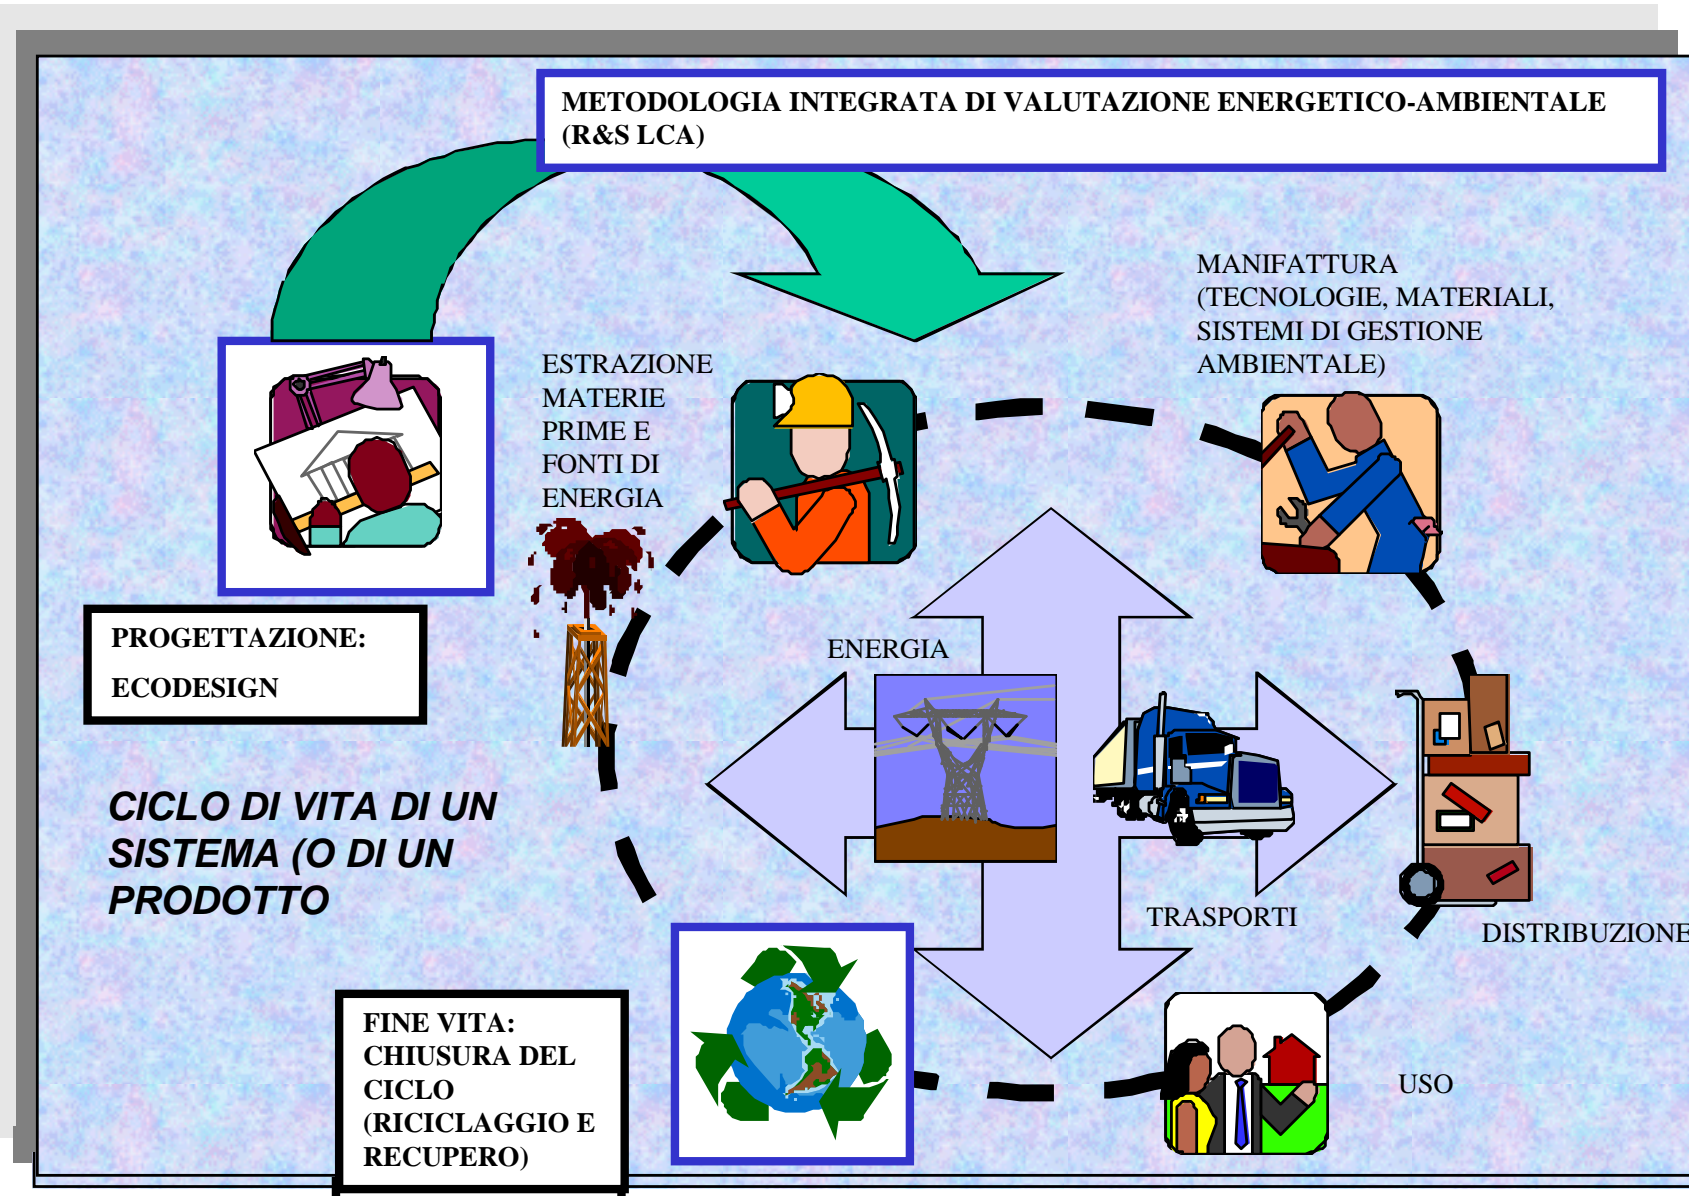 METODOLOGIA INTEGRATA DI VALUTAZIONE ENERGETICO-AMBIENTALE
(R&S LCA)
MANIFATTURA
(TECNOLOGIE, MATERIALI,
SISTEMI DI GESTIONE
AMBIENTALE)
ESTRAZIONE
MATERIE
PRIME E
FONTI DI
ENERGIA
PROGETTAZIONE:
ECODESIGN
ENERGIA
CICLO DI VITA DI UN
SISTEMA (O DI UN
PRODOTTO
TRASPORTI
DISTRIBUZIONE
FINE VITA:
CHIUSURA DEL
CICLO
(RICICLAGGIO E
RECUPERO)
USO